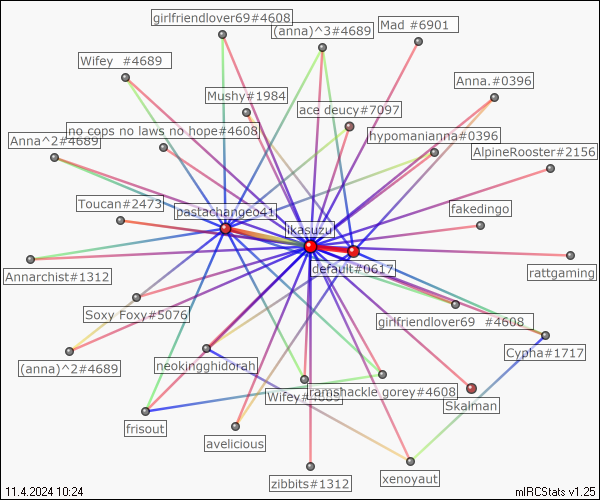 girlfriendlover69#4608
(anna)^3#4689
Mad #6901
Wifey  #4689
Anna.#0396
Mushy#1984
ace deucy#7097
no cops no laws no hope#4608
hypomanianna#0396
Anna^2#4689
AlpineRooster#2156
Toucan#2473
pastachangeo41
fakedingo
ikasuzu
default#0617
Annarchist#1312
rattgaming
Soxy Foxy#5076
girlfriendlover69  #4608
Cypha#1717
(anna)^2#4689
neokingghidorah
ramshackle gorey#4608
Wifey#4689
Skalman
frisout
avelicious
zibbits#1312
xenoyaut
11.4.2024 10:24
mIRCStats v1.25